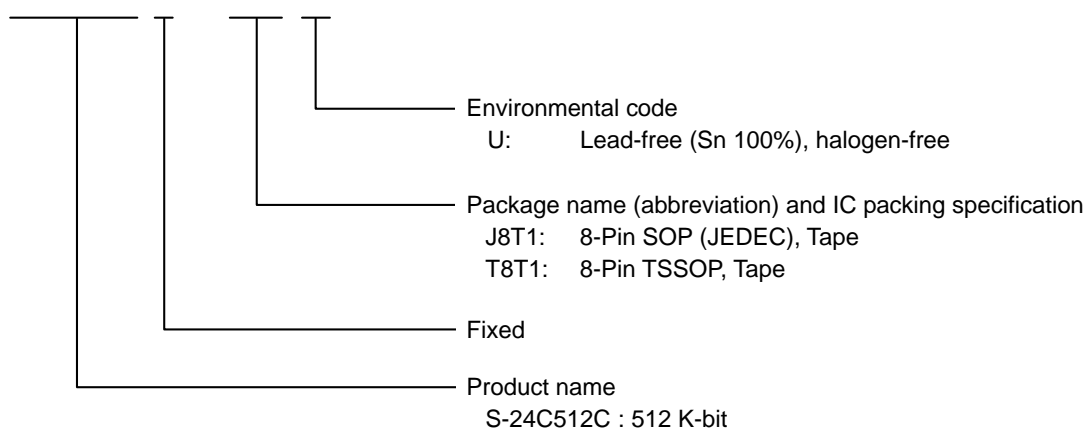 Environmental code
U: Lead-free (Sn 100%), halogen-free
Package name (abbreviation) and IC packing specification
J8T1: 8-Pin SOP (JEDEC), Tape
T8T1: 8-Pin TSSOP, Tape
Fixed
Product name
S-24C512C : 512 K-bit